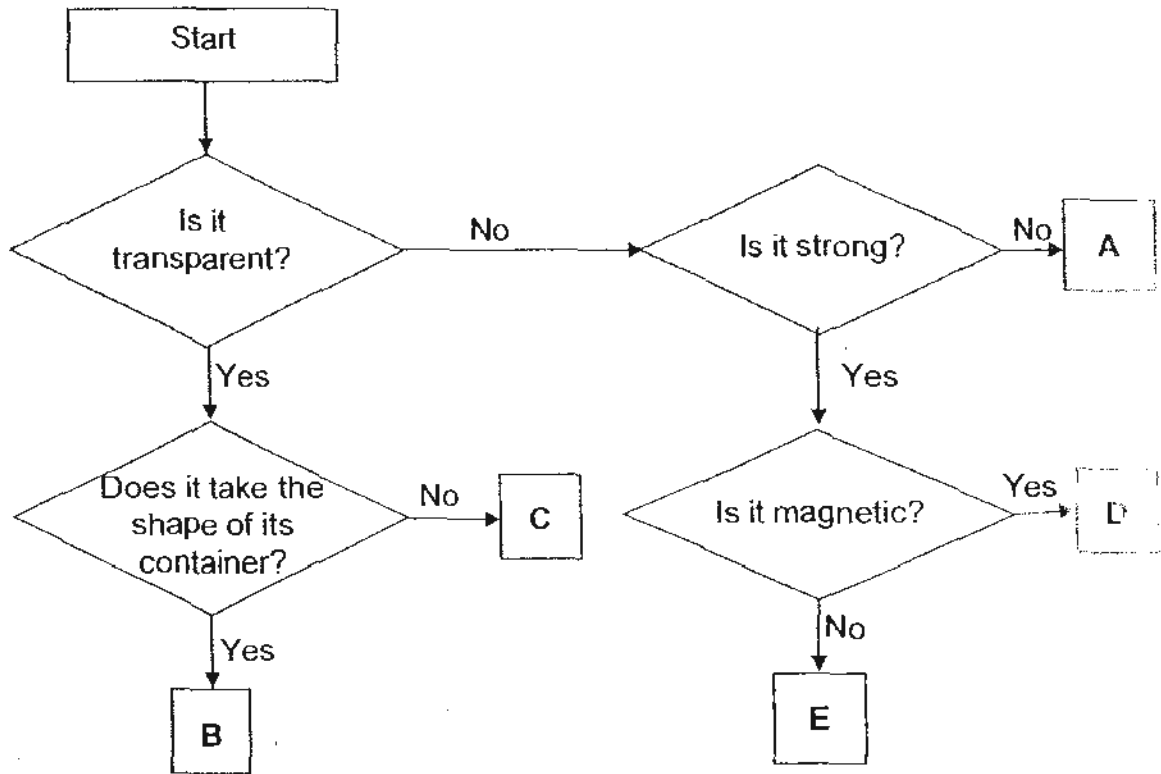 Start
Is it
transparent?
No
Is it strong?
No
A
Yes
Yes
Does it take the
shape of its
container?
No
C
Is it magnetic?
Yes
D
Yes
No
B
E